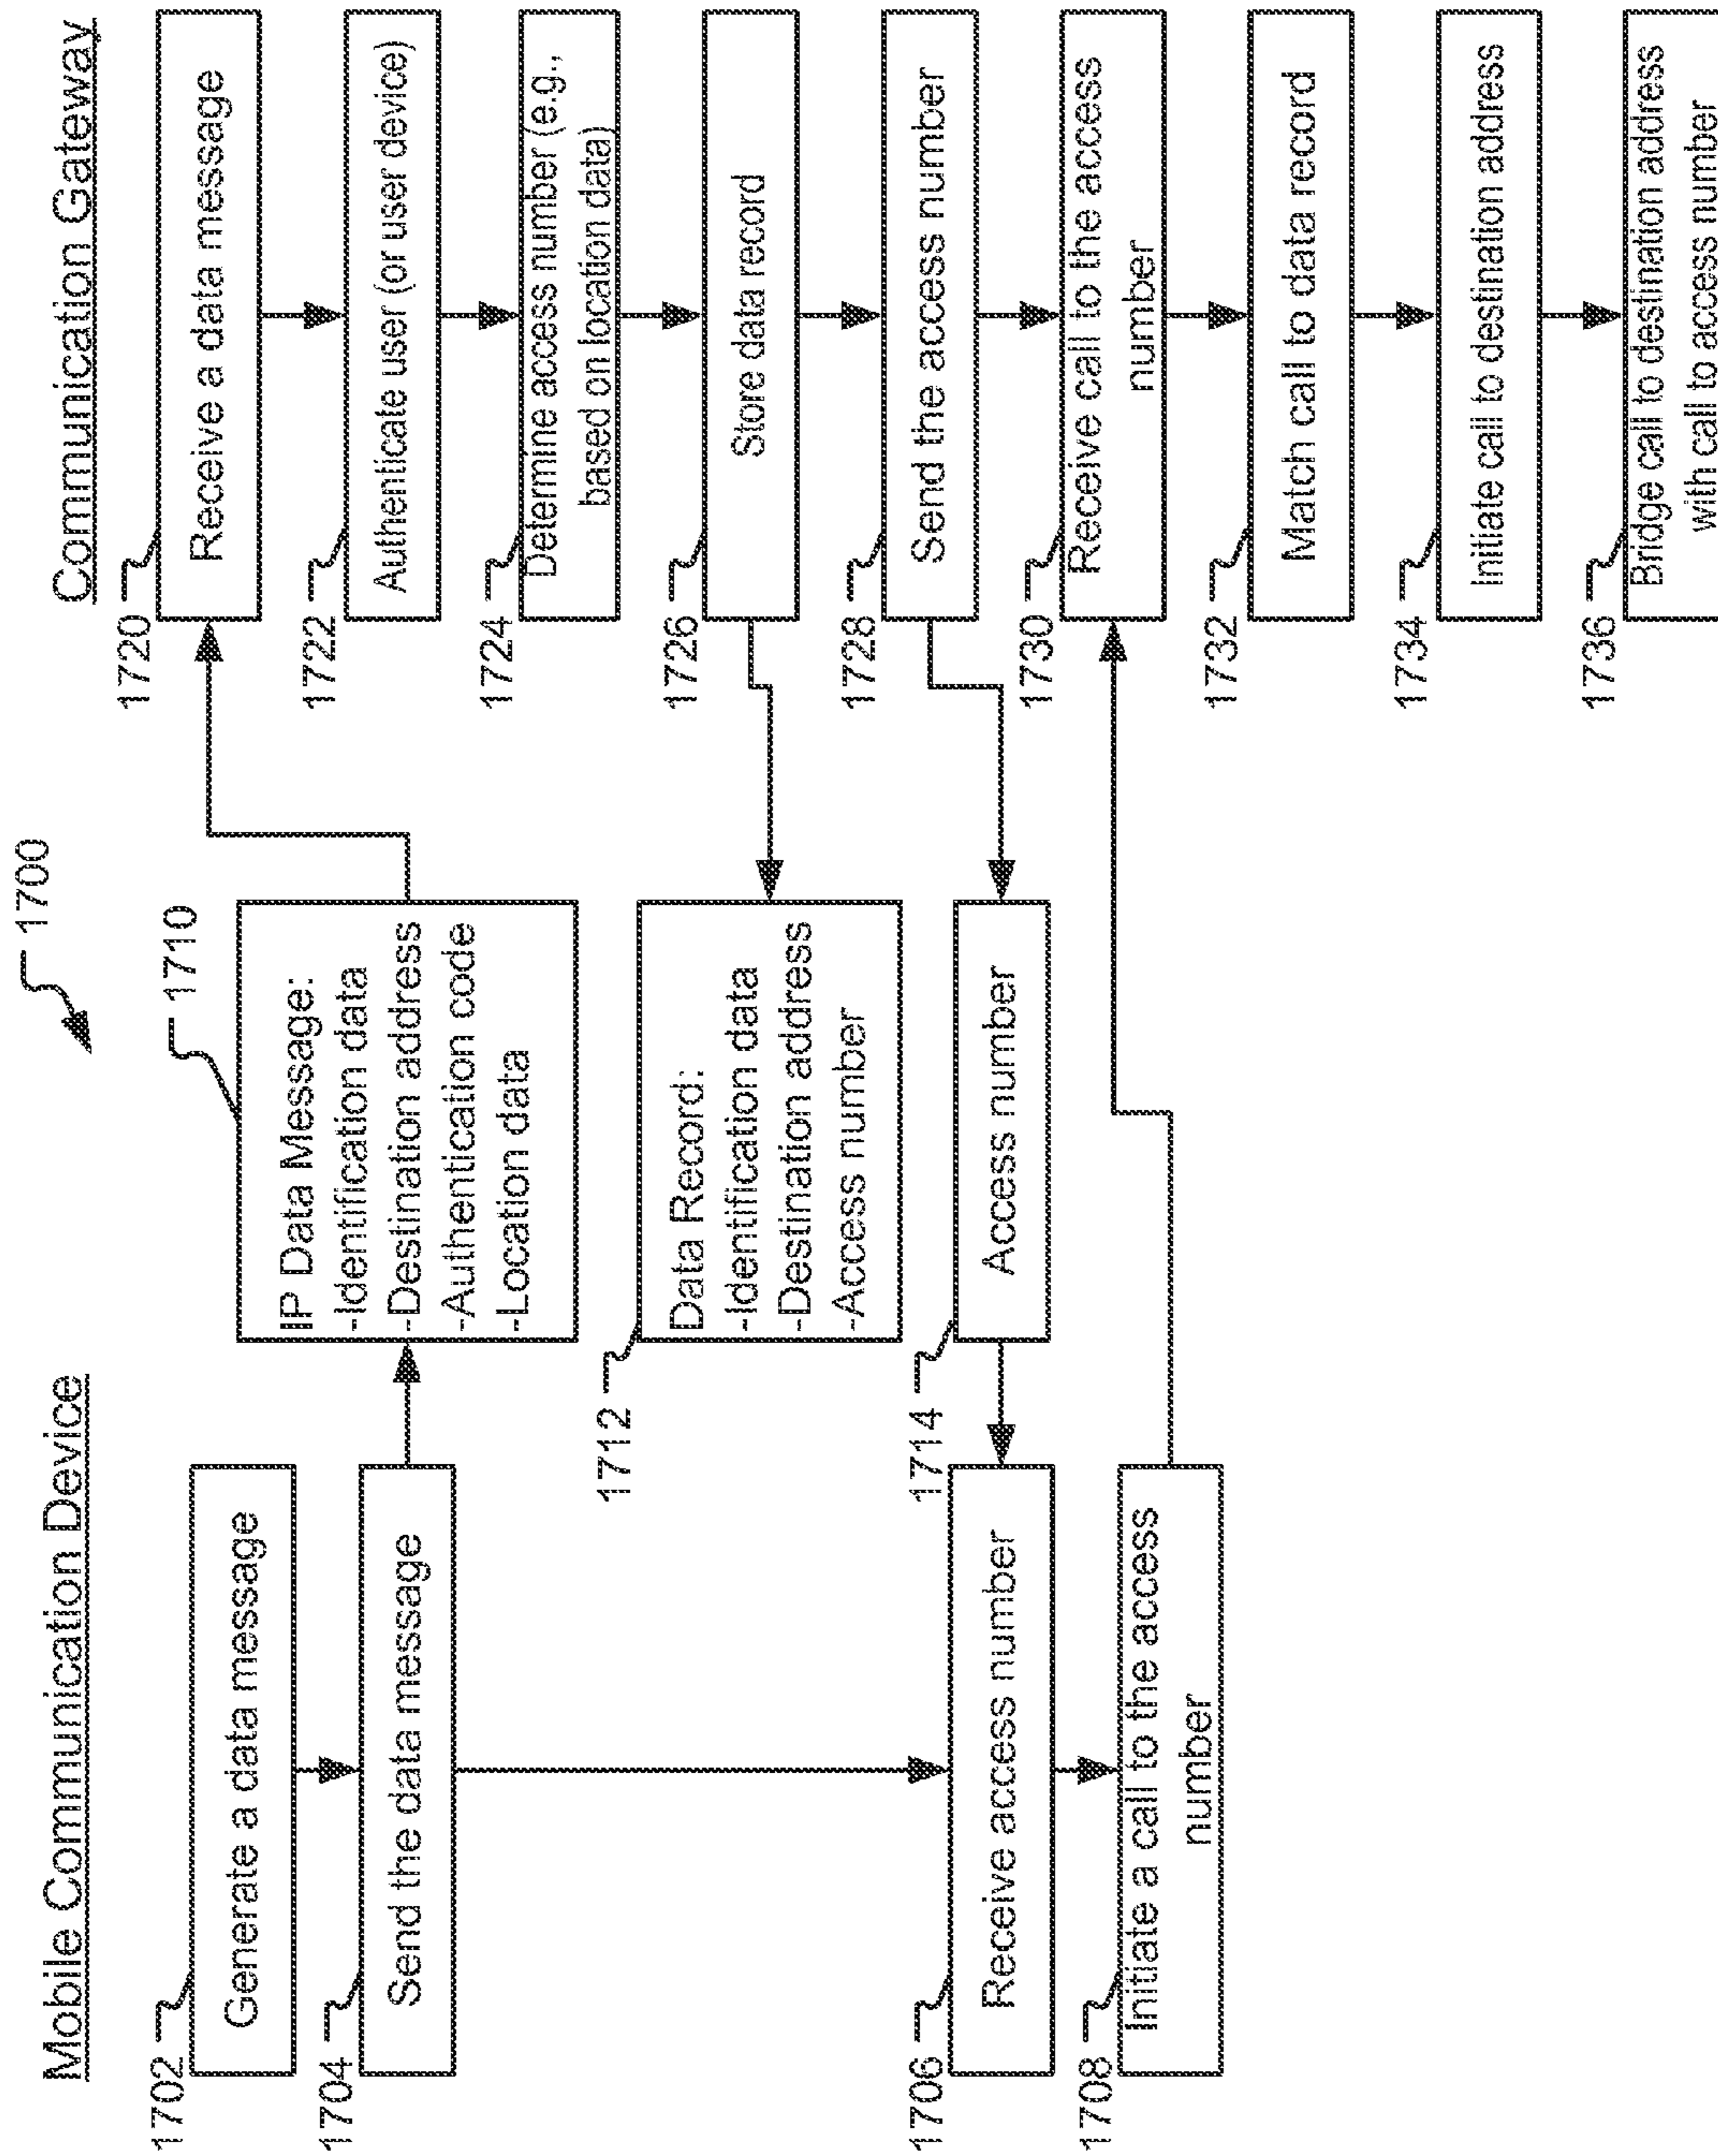 1700
Mobile Communication Device
1702
Generate a data message
1704
Send the data message
1706
Receive access number
1708
Initiate a call to the access
number
1710
IP Data Message:
-Identification data
-Destination address
-Authentication code
-Location data
1712
Data Record:
-Identification data
-Destination address
-Access number
1714
Access number
Communication Gateway
1720
Receive a data message
1722
Authenticate user (or user device)
1724
Determine access number (e.g.,
based on location data)
1726
Store data record
1728
Send the access number
1730
Receive call to the access
number
1732
Match call to data record
1734
Initiate call to destination address
1736
Bridge call to destination address
with call to access number